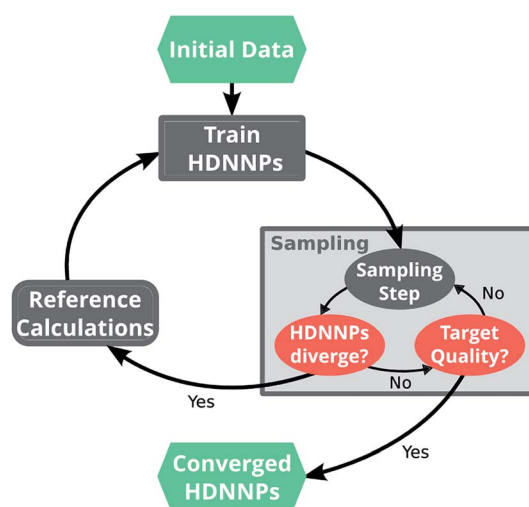 Initial Data
Train
HDNNPs
Sampling
Sampling
Step
No
Reference
Calculations
HDNNPs
diverge?
Target
Quality?
No
Yes
Yes
Converged
HDNNPs